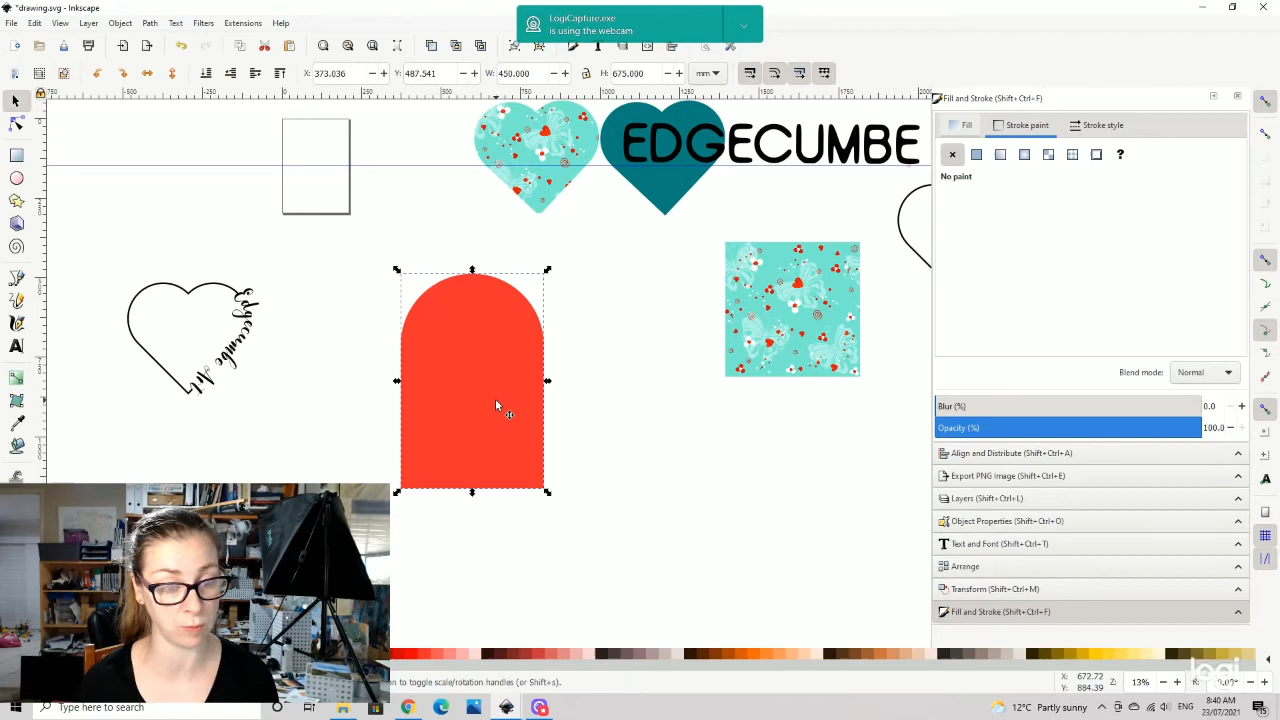 *drawing.svg - Inkscape
LogiCapture.exe
is using the webcam
File Edit View Layer Object Path Text Filters Extensions Help
X: 373.036 Y: 487.541 W: 450.000 H: 675.000 mm
Fill and Stroke (Shift+Ctrl+F)
Fill Stroke paint Stroke style
No paint
EDGECUMBE
Edgecumbe Art
Blend mode: Normal
Blur (%) 0.0
Opacity (%) 100.0
Align and Distribute (Shift+Ctrl+A)
Export PNG Image (Shift+Ctrl+E)
Layers (Shift+Ctrl+L)
Object Properties (Shift+Ctrl+O)
Text and Font (Shift+Ctrl+T)
Arrange
Transform (Shift+Ctrl+M)
Fill and Stroke (Shift+Ctrl+F)
n to toggle scale/rotation handles (or Shift+s).
X: 672.27
Y: 884.39
Z: 13%
logi
Type here to search
12°C Partly sunny
ENG
8:40 AM
23/07/2021